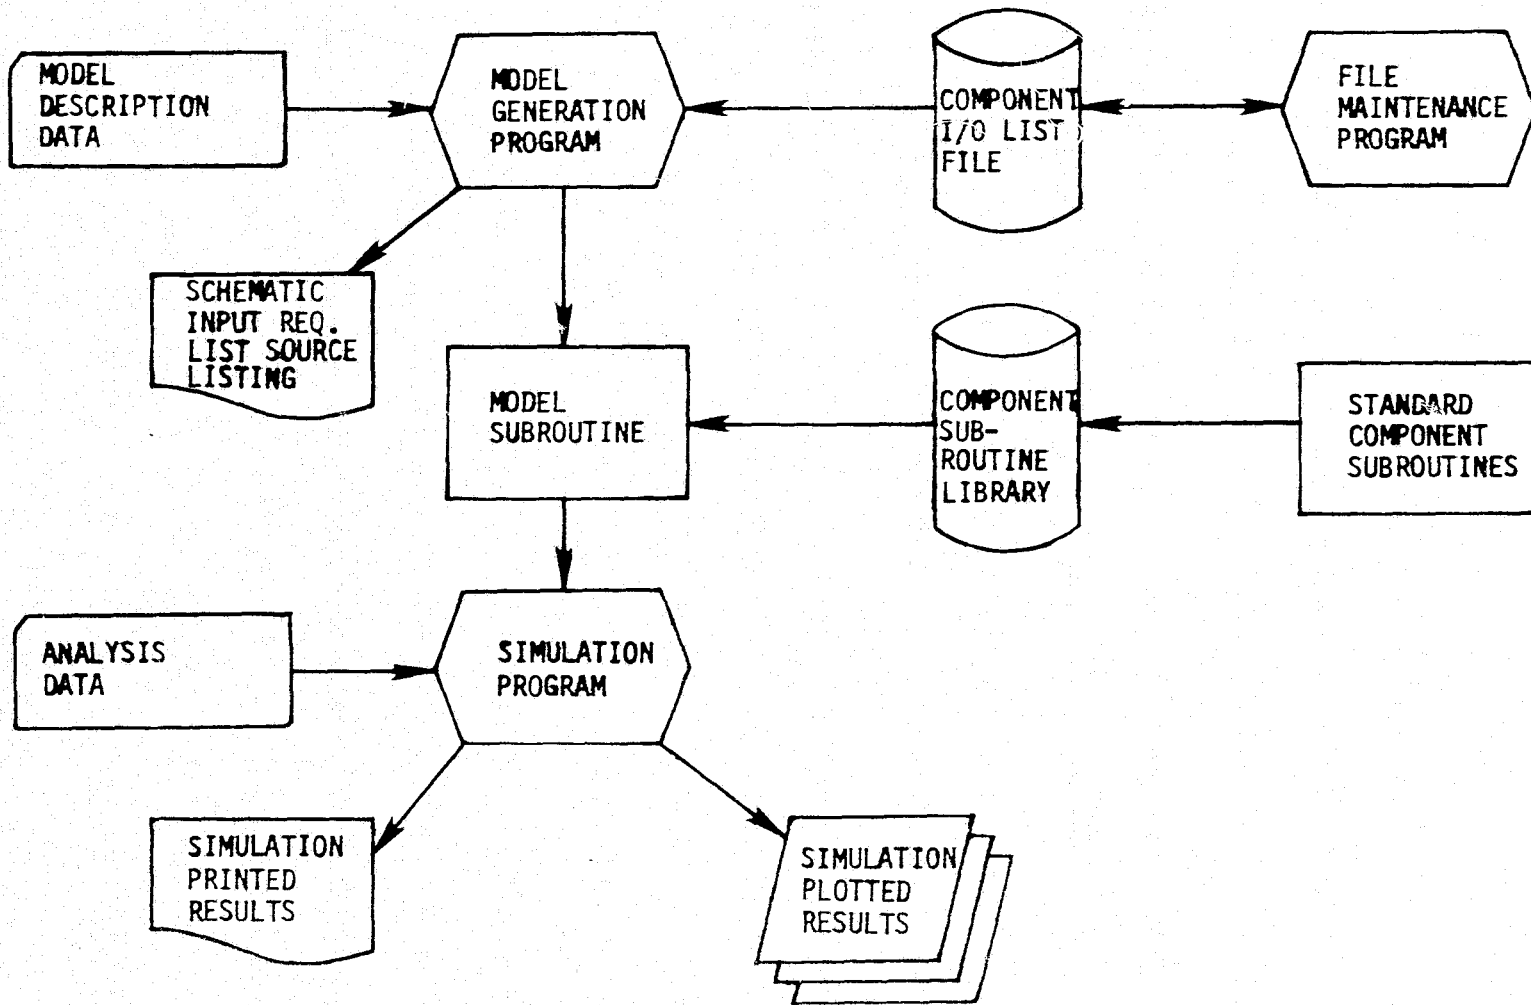 MODEL
DESCRIPTION
DATA
MODEL
GENERATION
PROGRAM
COMPONENT
I/O LIST
FILE
FILE
MAINTENANCE
PROGRAM
SCHEMATIC
INPUT REQ.
LIST SOURCE
LISTING
MODEL
SUBROUTINE
COMPONENT
SUB-
ROUTINE
LIBRARY
STANDARD
COMPONENT
SUBROUTINES
ANALYSIS
DATA
SIMULATION
PROGRAM
SIMULATION
PRINTED
RESULTS
SIMULATION
PLOTTED
RESULTS